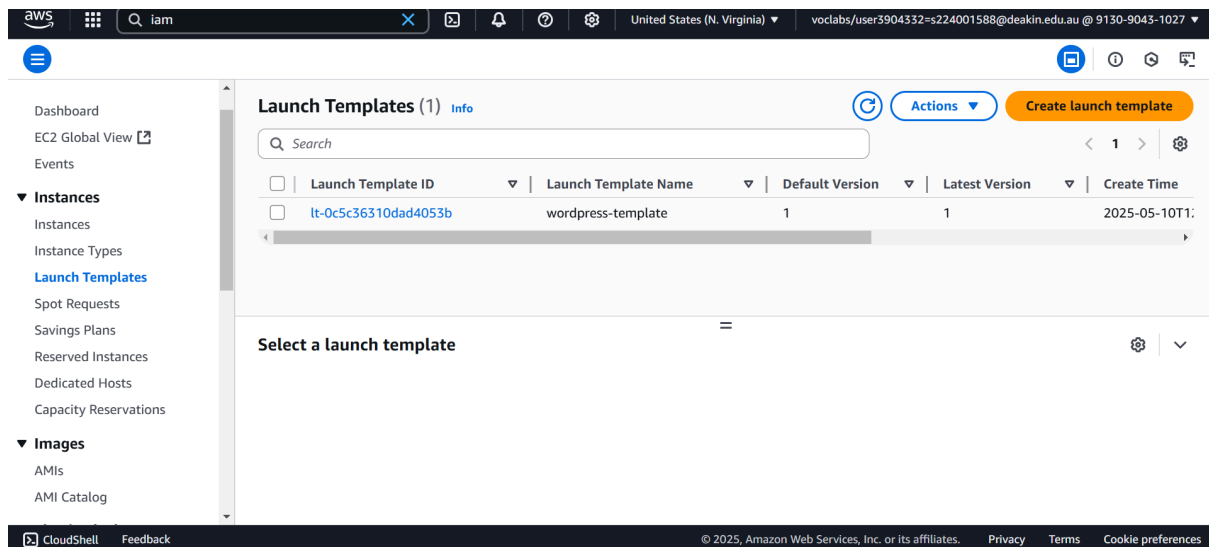 aws
iam
United States (N. Virginia) ▼
voclabs/user3904332=s224001588@deakin.edu.au @ 9130-9043-1027 ▼
Dashboard
EC2 Global View
Events
Instances
Instances
Instance Types
Launch Templates
Spot Requests
Savings Plans
Reserved Instances
Dedicated Hosts
Capacity Reservations
Images
AMIs
AMI Catalog
Launch Templates (1) Info
Actions ▼
Create launch template
Search
1
Launch Template ID
Launch Template Name
Default Version
Latest Version
Create Time
lt-0c5c36310dad4053b
wordpress-template
1
1
2025-05-10T1
Select a launch template
CloudShell
Feedback
© 2025, Amazon Web Services, Inc. or its affiliates.
Privacy
Terms
Cookie preferences